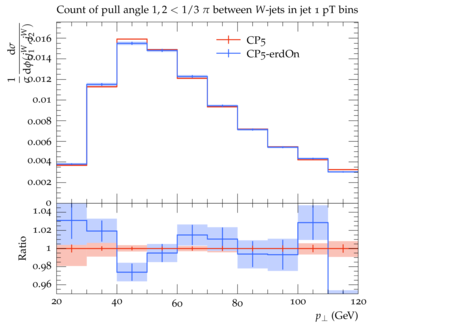 Count of pull angle 1, 2 < 1/3 π between W-jets in jet 1 pT bins
CP5
CP5-erdOn
0.016
0.014
0.012
0.01
0.008
0.006
0.004
0.002
0
1.04
1.02
1
0.98
0.96
Ratio
20 40 60 80 100 120
p⊥ (GeV)